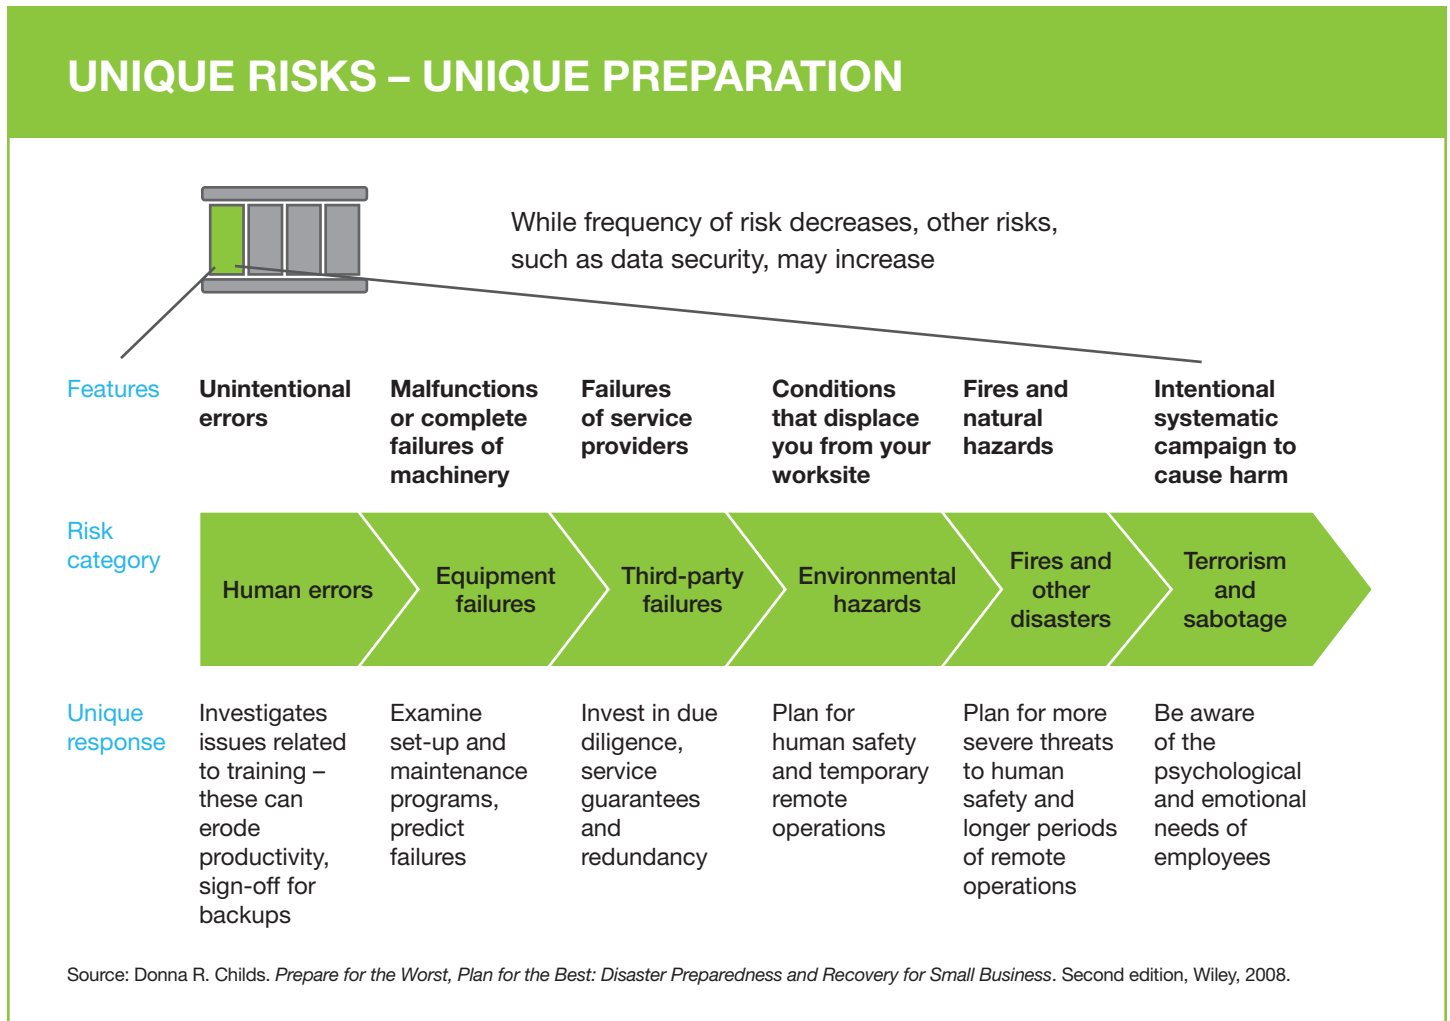 UNIQUE RISKS – UNIQUE PREPARATION
While frequency of risk decreases, other risks,
such as data security, may increase
Features
Unintentional
errors
Malfunctions
or complete
failures of
machinery
Failures
of service
providers
Conditions
that displace
you from your
worksite
Fires and
natural
hazards
Intentional
systematic
campaign to
cause harm
Risk
category
Human errors
Equipment
failures
Third-party
failures
Environmental
hazards
Fires and
other
disasters
Terrorism
and
sabotage
Unique
response
Investigates
issues related
to training –
these can
erode
productivity,
sign-off for
backups
Examine
set-up and
maintenance
programs,
predict
failures
Invest in due
diligence,
service
guarantees
and
redundancy
Plan for
human safety
and temporary
remote
operations
Plan for more
severe threats
to human
safety and
longer periods
of remote
operations
Be aware
of the
psychological
and emotional
needs of
employees
Source: Donna R. Childs. Prepare for the Worst, Plan for the Best: Disaster Preparedness and Recovery for Small Business. Second edition, Wiley, 2008.